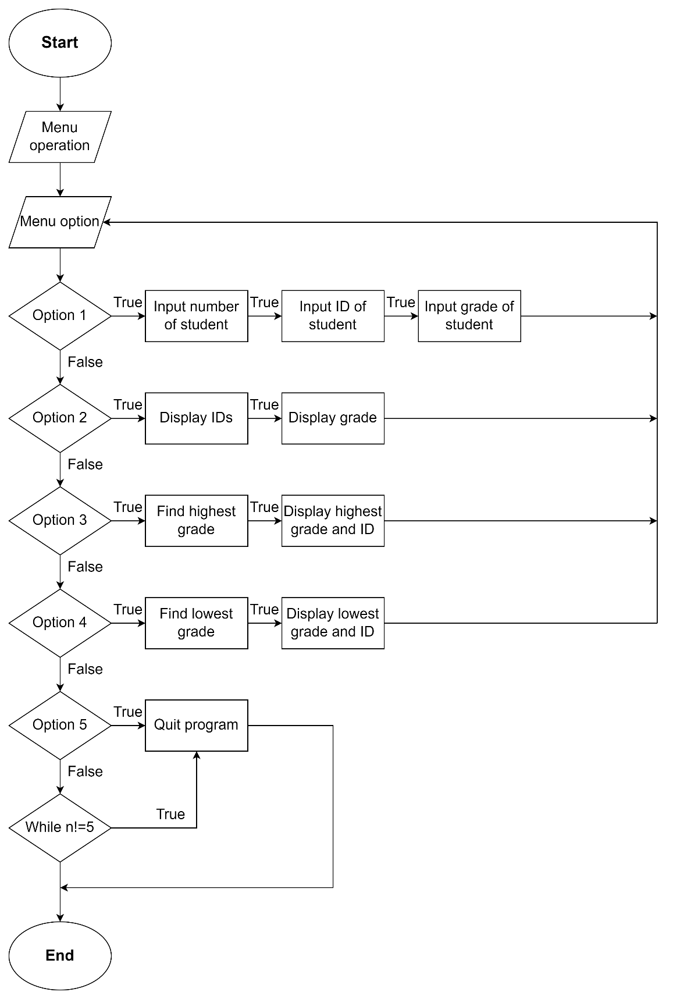 Start
Menu
operation
Menu option
Option 1
True
Input number
of student
True
Input ID of
student
True
Input grade of
student
False
Option 2
True
Display IDs
True
Display grade
False
Option 3
True
Find highest
grade
True
Display highest
grade and ID
False
Option 4
True
Find lowest
grade
True
Display lowest
grade and ID
False
Option 5
True
Quit program
False
While n!=5
True
End